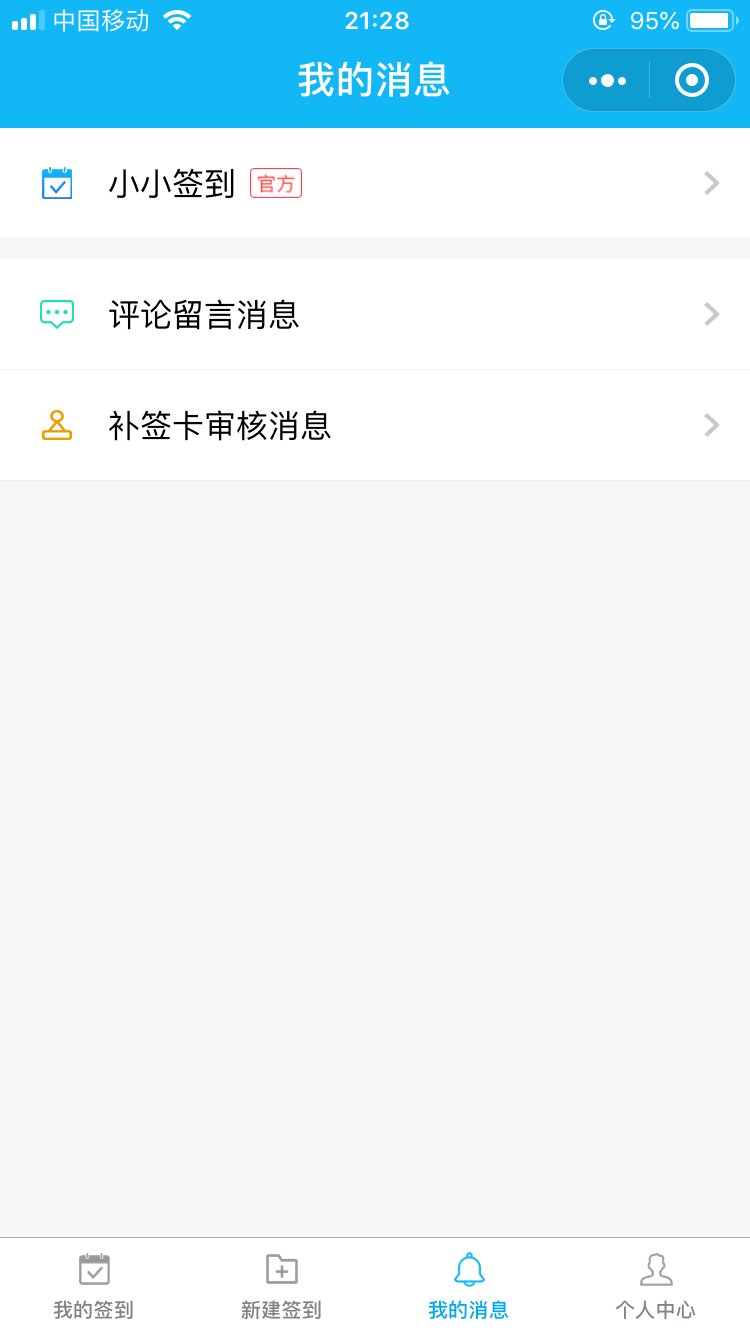 中国移动 21:28 95%
我的消息
小小签到 官方
评论留言消息
补签卡审核消息
我的签到 新建签到 我的消息 个人中心